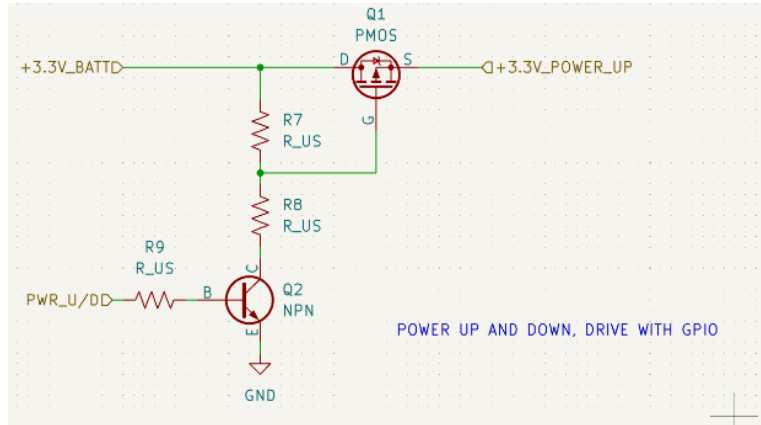 Q1
PMOS
+3.3V_BATT
D
S
+3.3V_POWER_UP
G
R7
R_US
R8
R_US
R9
R_US
C
PWR_U/D
B
Q2
NPN
E
POWER UP AND DOWN, DRIVE WITH GPIO
GND